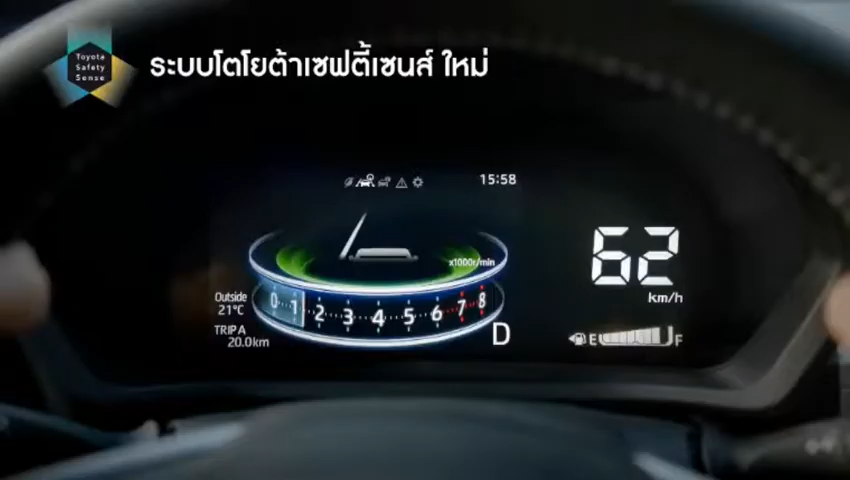 Toyota
Safety
Sense
ระบบโตโยต้าเซฟตี้เซนส์ ใหม่
15:58
x1000r/min
62
km/h
Outside
21°C
0 1 2 3 4 5 6 7 8
TRIP A
20.0km
D
E F